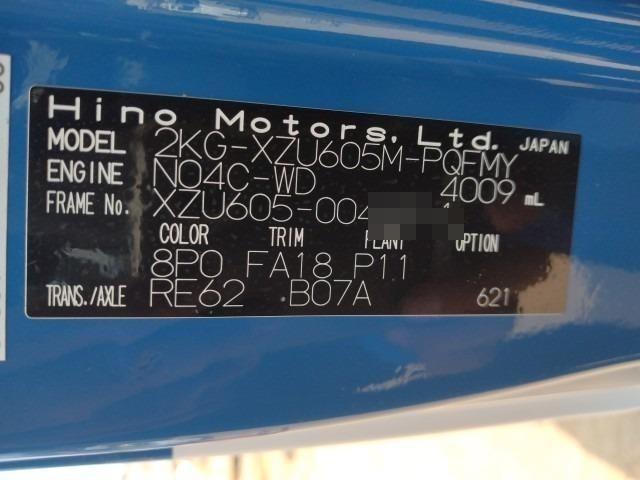 Hino Motors, Ltd. JAPAN
MODEL 2KG-XZU605M-PQFMY
ENGINE N04C-WD 4009 mL
FRAME No. XZU605-004
COLOR TRIM PLANT OPTION
8P0 FA18 P11
TRANS./AXLE RE62 B07A 621